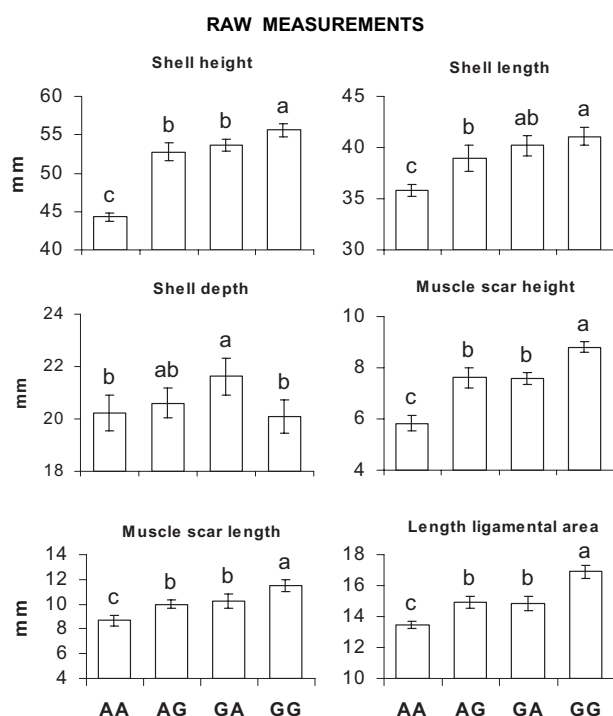 RAW MEASUREMENTS
Shell height
60
55
50
45
40
mm
c
b
b
a
Shell length
45
40
35
30
c
b
ab
a
Shell depth
24
22
20
18
mm
b
ab
a
b
Muscle scar height
10
8
6
4
c
b
b
a
Muscle scar length
14
12
10
8
6
4
mm
c
b
b
a
AA AG GA GG
Length ligamental area
18
16
14
12
10
c
b
b
a
AA AG GA GG